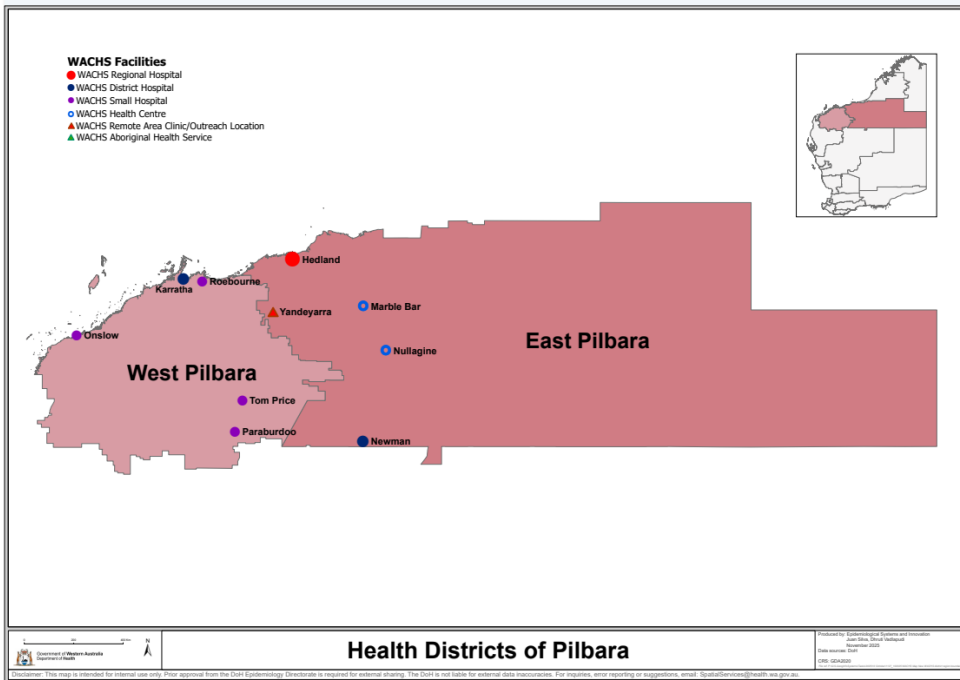 WACHS Facilities
WACHS Regional Hospital
WACHS District Hospital
WACHS Small Hospital
WACHS Health Centre
WACHS Remote Area Clinic/Outreach Location
WACHS Aboriginal Health Service
Hedland
Karratha
Roebourne
Marble Bar
Yandeyarra
Onslow
East Pilbara
Nullagine
West Pilbara
Tom Price
Paraburdoo
Newman
N
Government of Western Australia
Department of Health
Health Districts of Pilbara
Produced by: Epidemiological Systems and Innovation
November 2023
Data sources: DoH
CRS: GDA2020
Disclaimer: This map is intended for internal use only. Prior approval from the DoH Epidemiology Directorate is required for external sharing. The DoH is not liable for external data inaccuracies. For inquiries, error reporting or suggestions, email: SpatialServices@health.wa.gov.au.